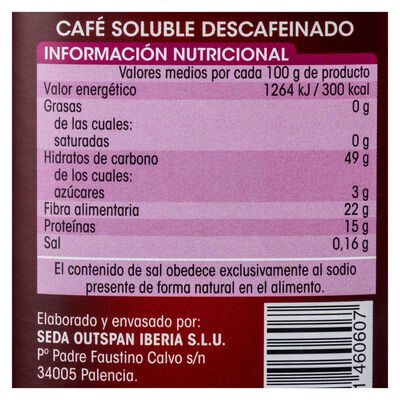 CAFÉ SOLUBLE DESCAFEINADO
INFORMACIÓN NUTRICIONAL
Valores medios por cada 100 g de producto
Valor energético 1264 kJ / 300 kcal
Grasas 0 g
de las cuales:
saturadas 0 g
Hidratos de carbono 49 g
de los cuales:
azúcares 3 g
Fibra alimentaria 22 g
Proteínas 15 g
Sal 0,16 g
El contenido de sal obedece exclusivamente al sodio
presente de forma natural en el alimento.
Elaborado y envasado por:
SEDA OUTSPAN IBERIA S.L.U.
Pº Padre Faustino Calvo s/n
34005 Palencia.
1460607